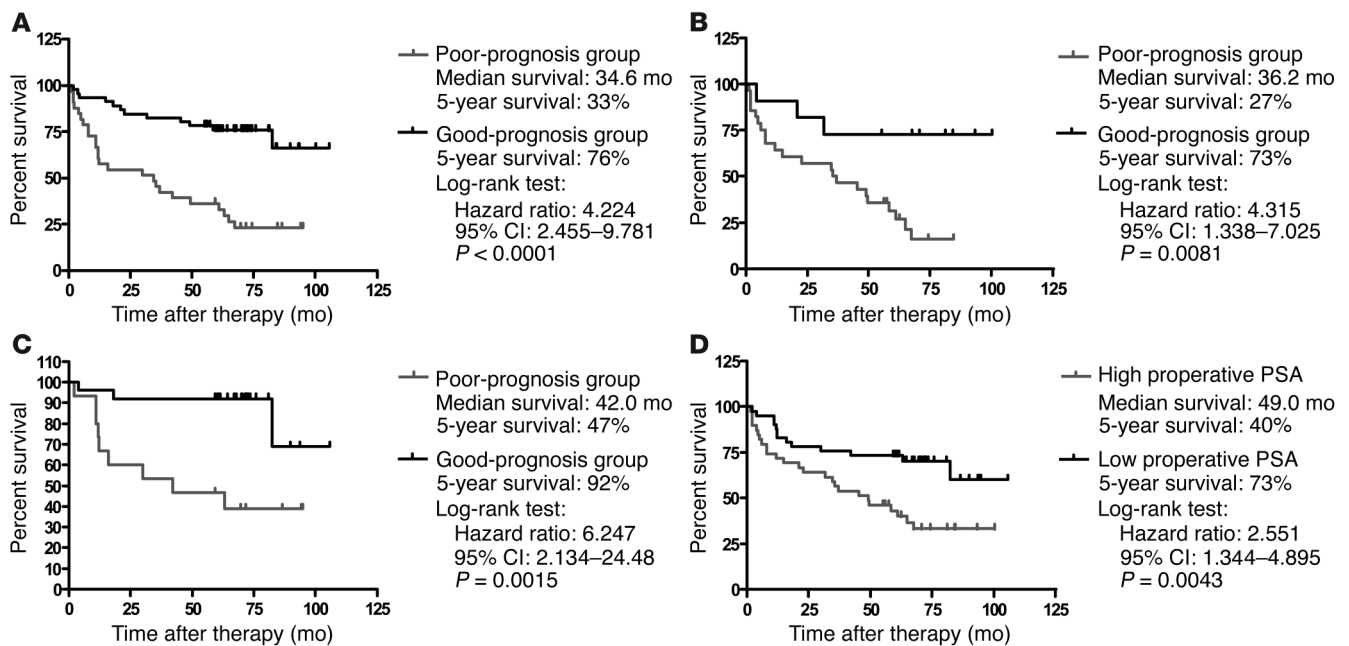 A
125
100
75
50
25
0
0 25 50 75 100 125
Percent survival
Time after therapy (mo)
Poor-prognosis group
Median survival: 34.6 mo
5-year survival: 33%
Good-prognosis group
5-year survival: 76%
Log-rank test:
Hazard ratio: 4.224
95% CI: 2.455–9.781
P < 0.0001
B
125
100
75
50
25
0
0 25 50 75 100 125
Percent survival
Time after therapy (mo)
Poor-prognosis group
Median survival: 36.2 mo
5-year survival: 27%
Good-prognosis group
5-year survival: 73%
Log-rank test:
Hazard ratio: 4.315
95% CI: 1.338–7.025
P = 0.0081
C
110
100
90
80
70
60
50
40
30
20
10
0
0 25 50 75 100 125
Percent survival
Time after therapy (mo)
Poor-prognosis group
Median survival: 42.0 mo
5-year survival: 47%
Good-prognosis group
5-year survival: 92%
Log-rank test:
Hazard ratio: 6.247
95% CI: 2.134–24.48
P = 0.0015
D
125
100
75
50
25
0
0 25 50 75 100 125
Percent survival
Time after therapy (mo)
High properative PSA
Median survival: 49.0 mo
5-year survival: 40%
Low properative PSA
5-year survival: 73%
Log-rank test:
Hazard ratio: 2.551
95% CI: 1.344–4.895
P = 0.0043